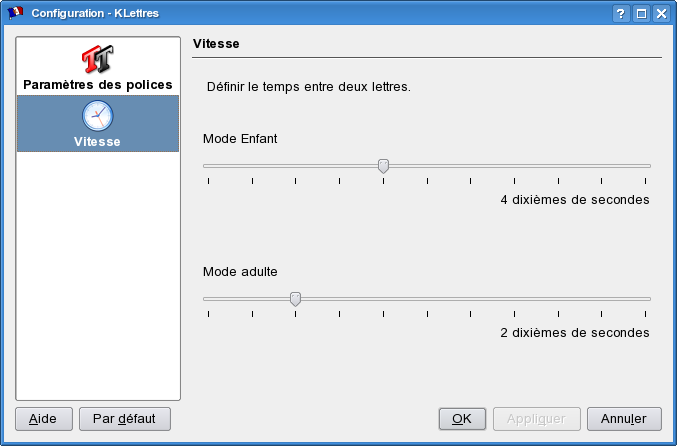 Configuration - KLettres
Paramètres des polices
Vitesse
Vitesse
Définir le temps entre deux lettres.
Mode Enfant
4 dixièmes de secondes
Mode adulte
2 dixièmes de secondes
Aide
Par défaut
OK
Appliquer
Annuler